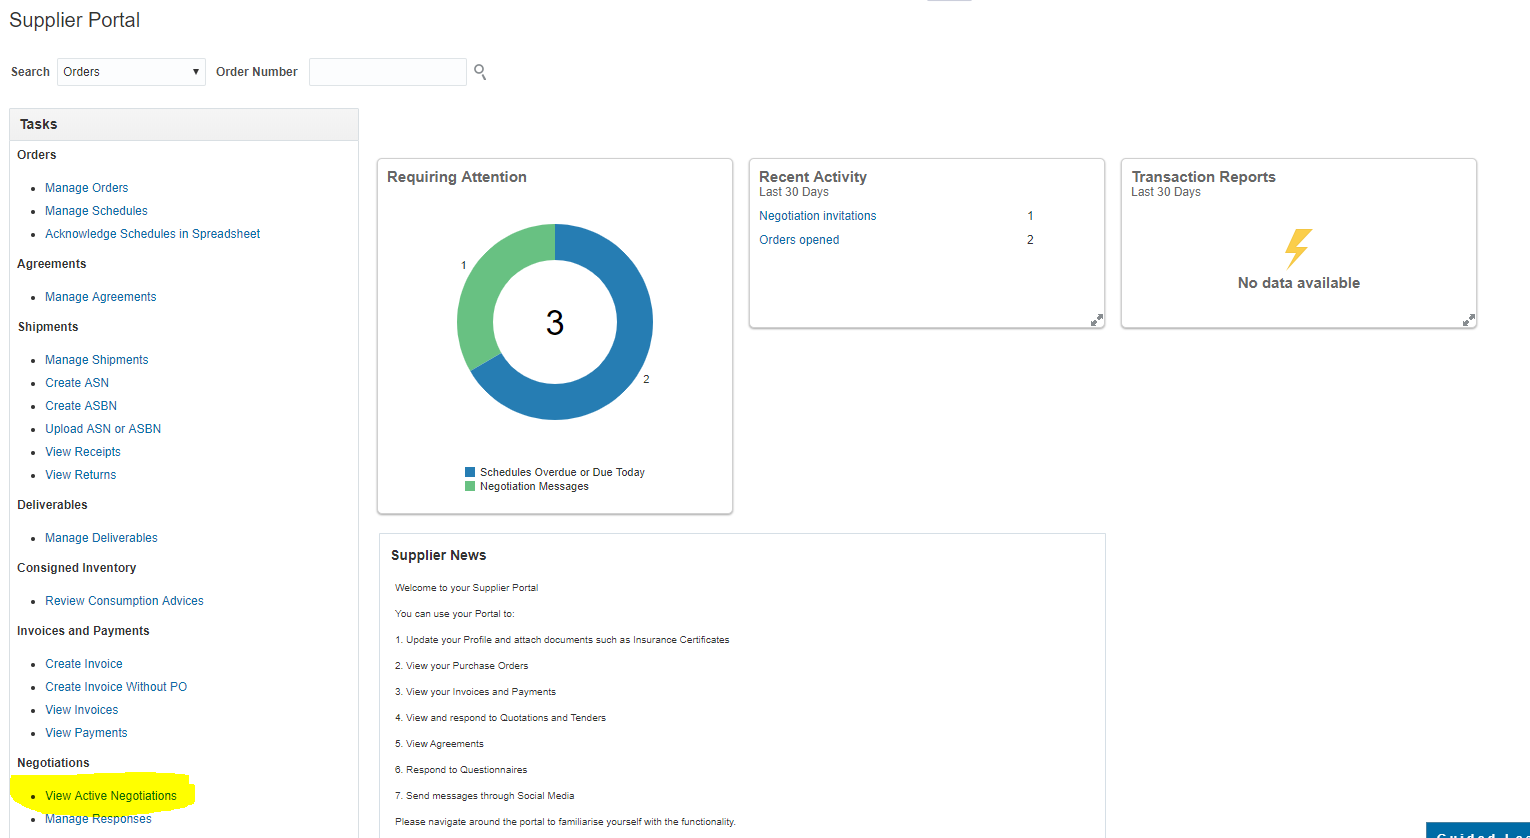 Supplier Portal
Search Orders Order Number
Tasks
Orders
Manage Orders
Manage Schedules
Acknowledge Schedules in Spreadsheet
Agreements
Manage Agreements
Shipments
Manage Shipments
Create ASN
Create ASBN
Upload ASN or ASBN
View Receipts
View Returns
Deliverables
Manage Deliverables
Consigned Inventory
Review Consumption Advices
Invoices and Payments
Create Invoice
Create Invoice Without PO
View Invoices
View Payments
Negotiations
View Active Negotiations
Manage Responses
Requiring Attention
1
3
2
Schedules Overdue or Due Today
Negotiation Messages
Recent Activity
Last 30 Days
Negotiation invitations 1
Orders opened 2
Transaction Reports
Last 30 Days
No data available
Supplier News
Welcome to your Supplier Portal
You can use your Portal to:
1. Update your Profile and attach documents such as Insurance Certificates
2. View your Purchase Orders
3. View your Invoices and Payments
4. View and respond to Quotations and Tenders
5. View Agreements
6. Respond to Questionnaires
7. Send messages through Social Media
Please navigate around the portal to familiarise yourself with the functionality.